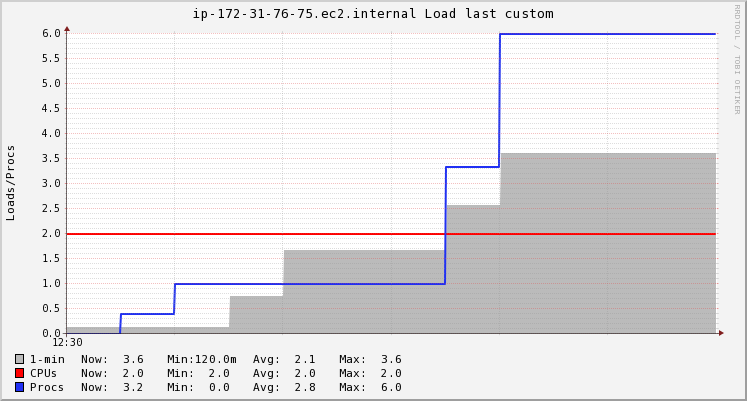 ip-172-31-76-75.ec2.internal Load last custom
RRDTOOL / TOBI OETIKER
Loads/Procs
6.0
5.5
5.0
4.5
4.0
3.5
3.0
2.5
2.0
1.5
1.0
0.5
0.0
12:30
1-min Now: 3.6 Min:120.0m Avg: 2.1 Max: 3.6
CPUs Now: 2.0 Min: 2.0 Avg: 2.0 Max: 2.0
Procs Now: 3.2 Min: 0.0 Avg: 2.8 Max: 6.0